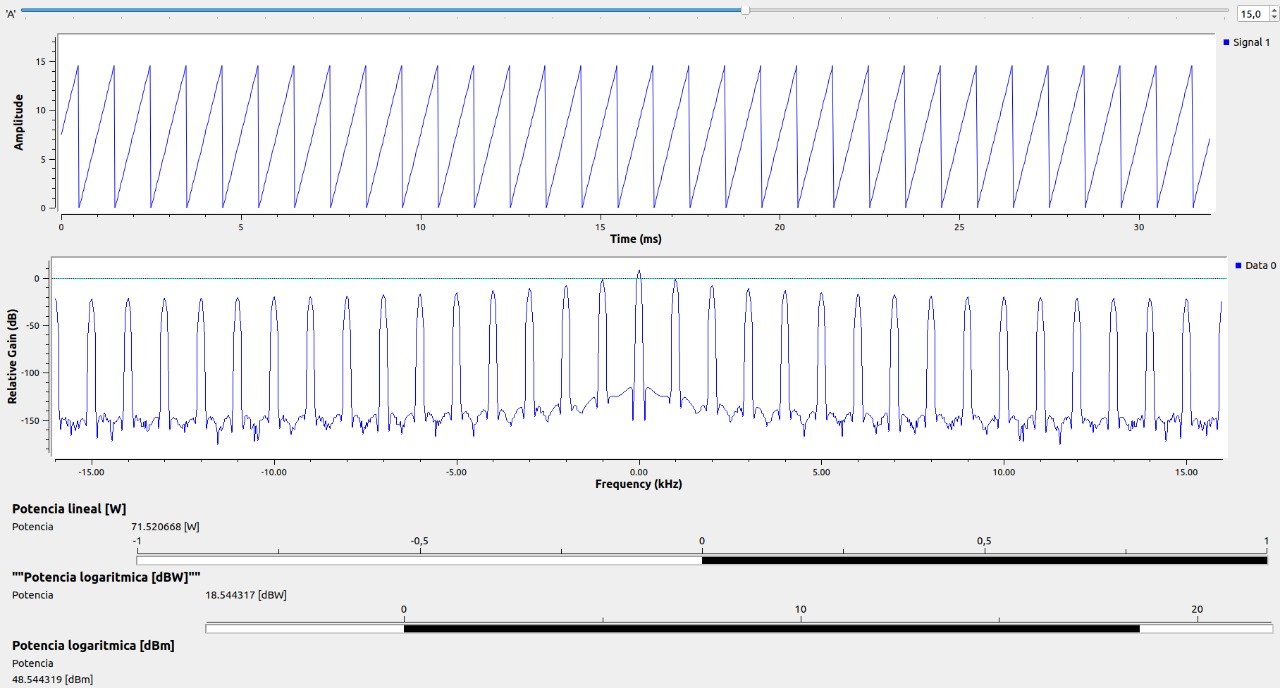 'A' 15,0
Signal 1
15
10
5
0
Amplitude
0 5 10 15 20 25 30
Time (ms)
Data 0
0
-50
-100
-150
Relative Gain (dB)
-15.00 -10.00 -5.00 0.00 5.00 10.00 15.00
Frequency (kHz)
Potencia lineal [W]
Potencia 71.520668 [W]
-1 -0,5 0 0,5 1
""Potencia logaritmica [dBW]""
Potencia 18.544317 [dBW]
0 10 20
Potencia logaritmica [dBm]
Potencia
48.544319 [dBm]